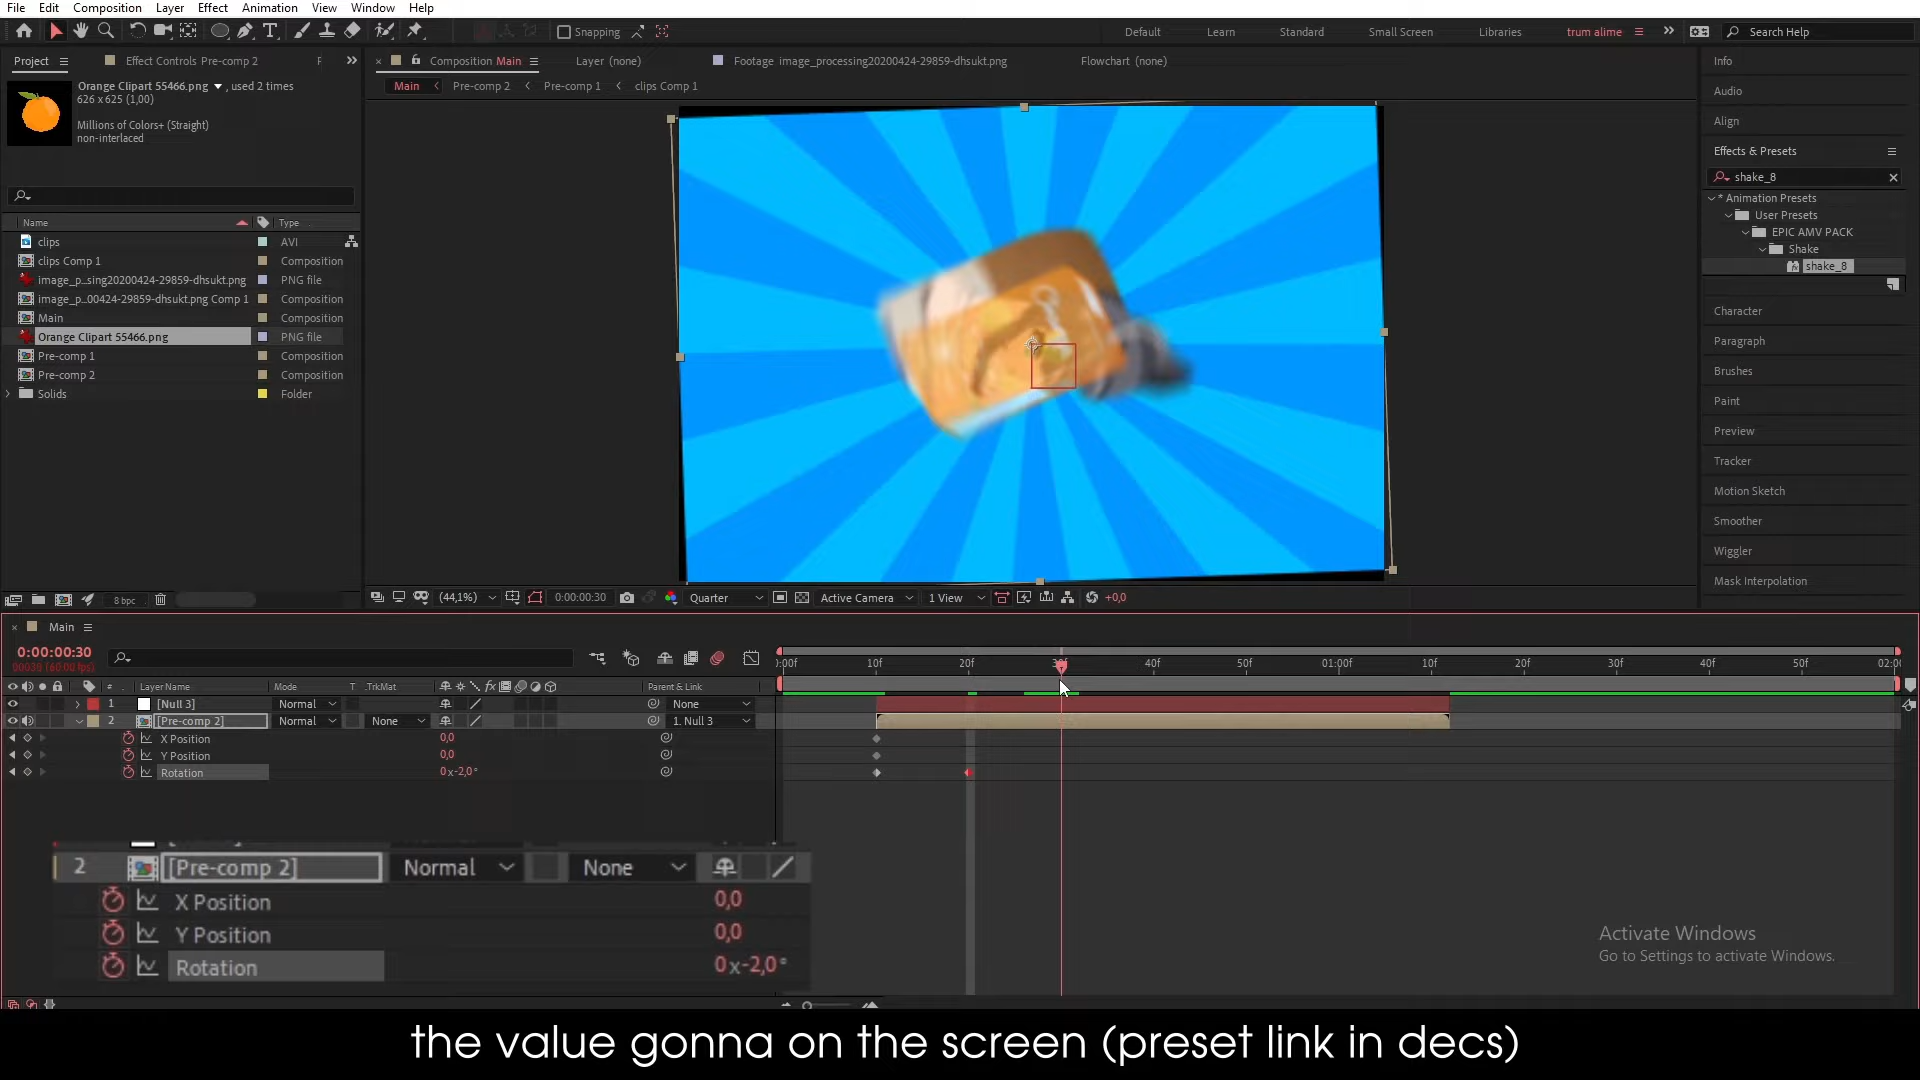 File Edit Composition Layer Effect Animation View Window Help
Snapping Default Learn Standard Small Screen Libraries trum alime Search Help
Project Effect Controls Pre-comp 2 F
Composition Main Layer (none) Footage image_processing20200424-29859-dhsukt.png Flowchart (none)
Main Pre-comp 2 Pre-comp 1 clips Comp 1
Orange Clipart 55466.png , used 2 times
626 x 625 (1,00)
Millions of Colors+ (Straight)
non-interlaced
Name Type
clips AVI
clips Comp 1 Composition
image_p...sing20200424-29859-dhsukt.png PNG file
image_p...00424-29859-dhsukt.png Comp 1 Composition
Main Composition
Orange Clipart 55466.png PNG file
Pre-comp 1 Composition
Pre-comp 2 Composition
Solids Folder
8 bpc
(44,1%) 0:00:00:30 Quarter Active Camera 1 View +0,0
Info
Audio
Align
Effects & Presets
shake_8
* Animation Presets
User Presets
EPIC AMV PACK
Shake
shake_8
Character
Paragraph
Brushes
Paint
Preview
Tracker
Motion Sketch
Smoother
Wiggler
Mask Interpolation
Main
0:00:00:30
00030 (60.00 fps)
:00f 10f 20f 30f 40f 50f 01:00f 10f 20f 30f 40f 50f 02:00
# Layer Name Mode T .TrkMat fx Parent & Link
1 [Null 3] Normal None
2 [Pre-comp 2] Normal None 1. Null 3
X Position 0,0
Y Position 0,0
Rotation 0x-2,0°
2 [Pre-comp 2] Normal None
X Position 0,0
Y Position 0,0
Rotation 0x-2,0°
Activate Windows
Go to Settings to activate Windows.
the value gonna on the screen (preset link in decs)